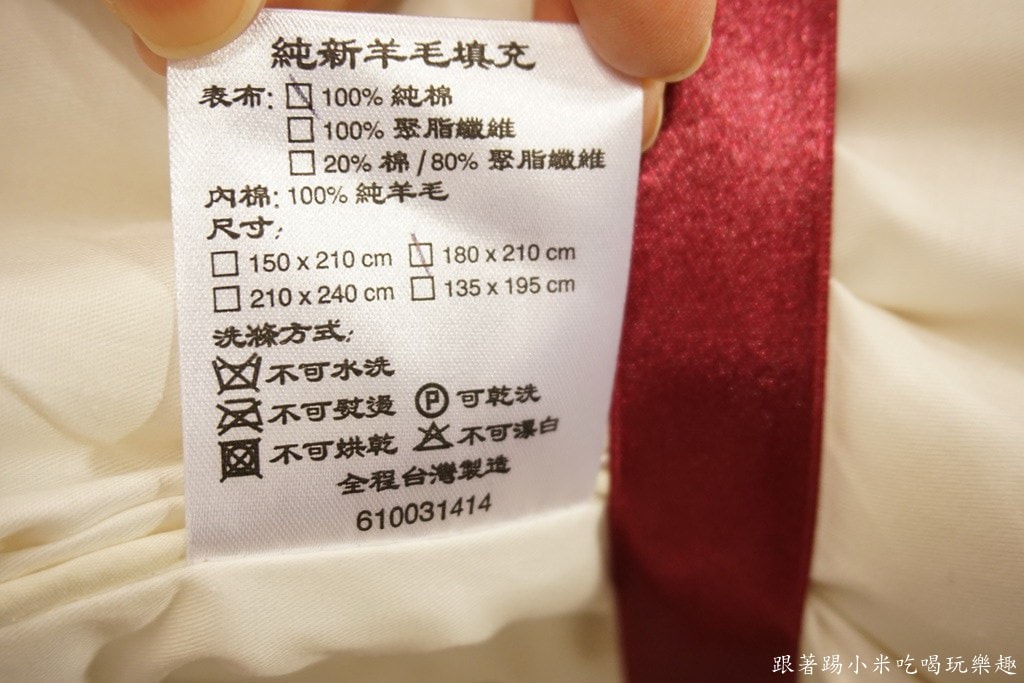 純新羊毛填充
表布: ☑ 100% 純棉
☐ 100% 聚脂纖維
☐ 20% 棉/80% 聚脂纖維
內棉: 100% 純羊毛
尺寸:
☐ 150 x 210 cm ☑ 180 x 210 cm
☐ 210 x 240 cm ☐ 135 x 195 cm
洗滌方式:
不可水洗
不可熨燙 Ⓟ 可乾洗
不可烘乾 不可漂白
全程台灣製造
610031414
跟著踢小米吃喝玩樂趣